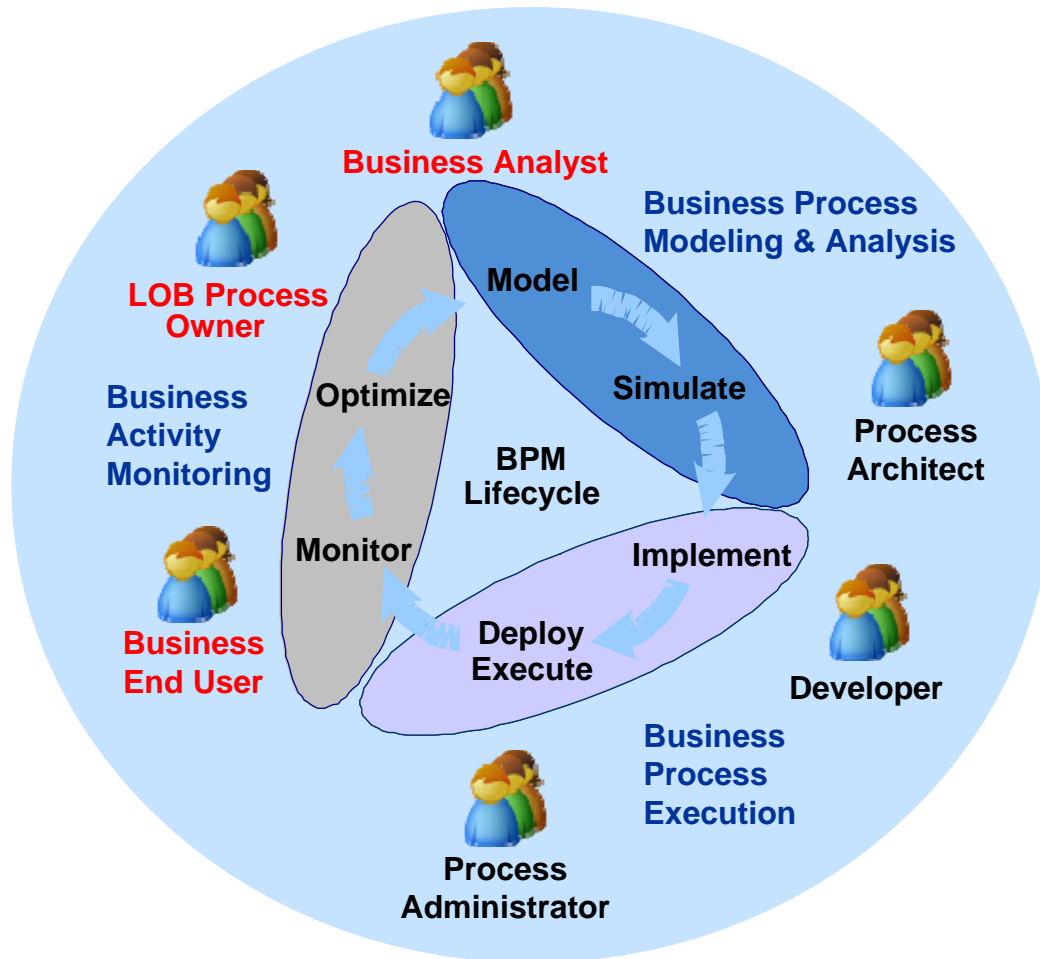 Business Analyst
Business Process
Modeling & Analysis
LOB Process
Owner
Model
Simulate
Optimize
Business
Activity
Monitoring
BPM
Lifecycle
Process
Architect
Monitor
Implement
Deploy
Execute
Business
End User
Developer
Business
Process
Execution
Process
Administrator